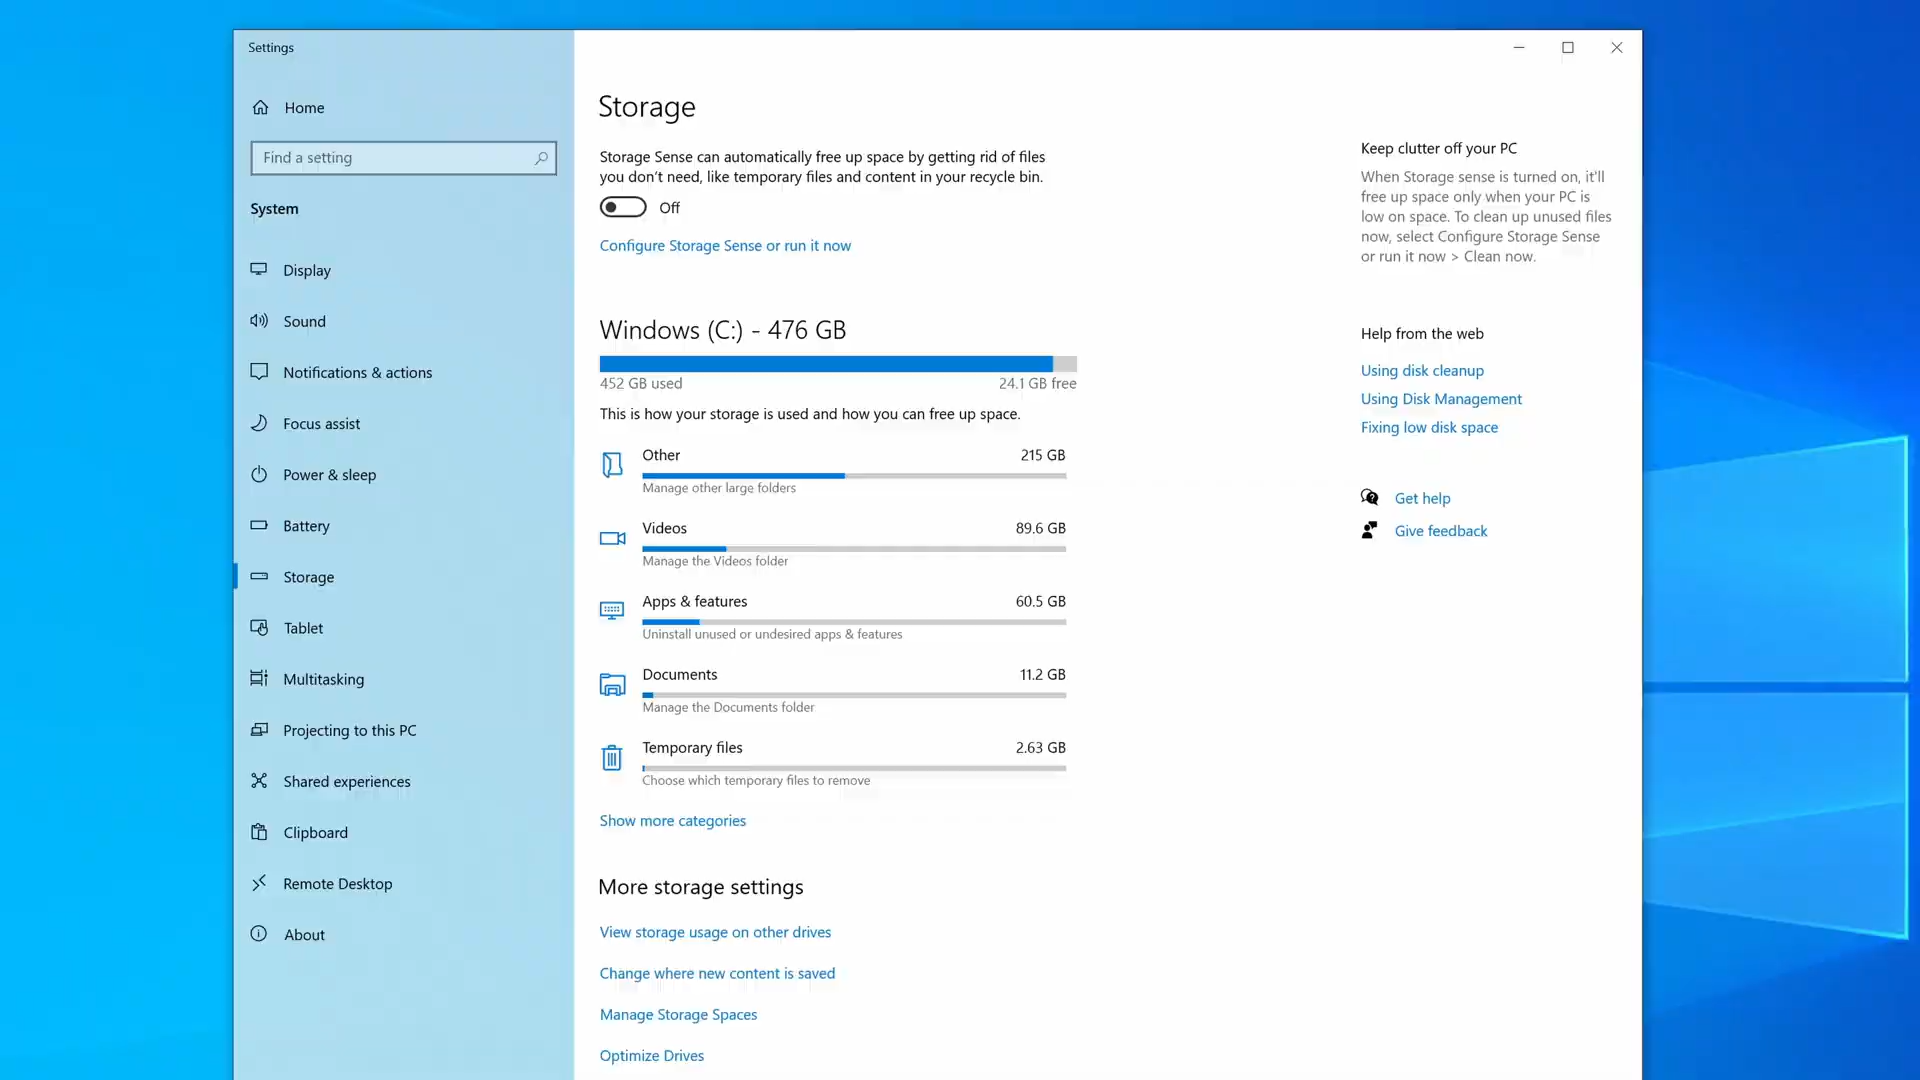 Settings
Home
Find a setting
System
Display
Sound
Notifications & actions
Focus assist
Power & sleep
Battery
Storage
Tablet
Multitasking
Projecting to this PC
Shared experiences
Clipboard
Remote Desktop
About
Storage
Storage Sense can automatically free up space by getting rid of files
you don't need, like temporary files and content in your recycle bin.
Off
Configure Storage Sense or run it now
Windows (C:) - 476 GB
452 GB used
24.1 GB free
This is how your storage is used and how you can free up space.
Other
215 GB
Manage other large folders
Videos
89.6 GB
Manage the Videos folder
Apps & features
60.5 GB
Uninstall unused or undesired apps & features
Documents
11.2 GB
Manage the Documents folder
Temporary files
2.63 GB
Choose which temporary files to remove
Show more categories
More storage settings
View storage usage on other drives
Change where new content is saved
Manage Storage Spaces
Optimize Drives
Keep clutter off your PC
When Storage sense is turned on, it'll
free up space only when your PC is
low on space. To clean up unused files
now, select Configure Storage Sense
or run it now > Clean now.
Help from the web
Using disk cleanup
Using Disk Management
Fixing low disk space
Get help
Give feedback